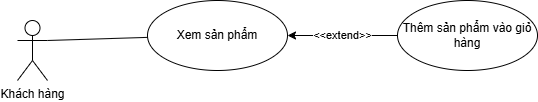 Xem sản phẩm
<<extend>>
Thêm sản phẩm vào giỏ
hàng
Khách hàng